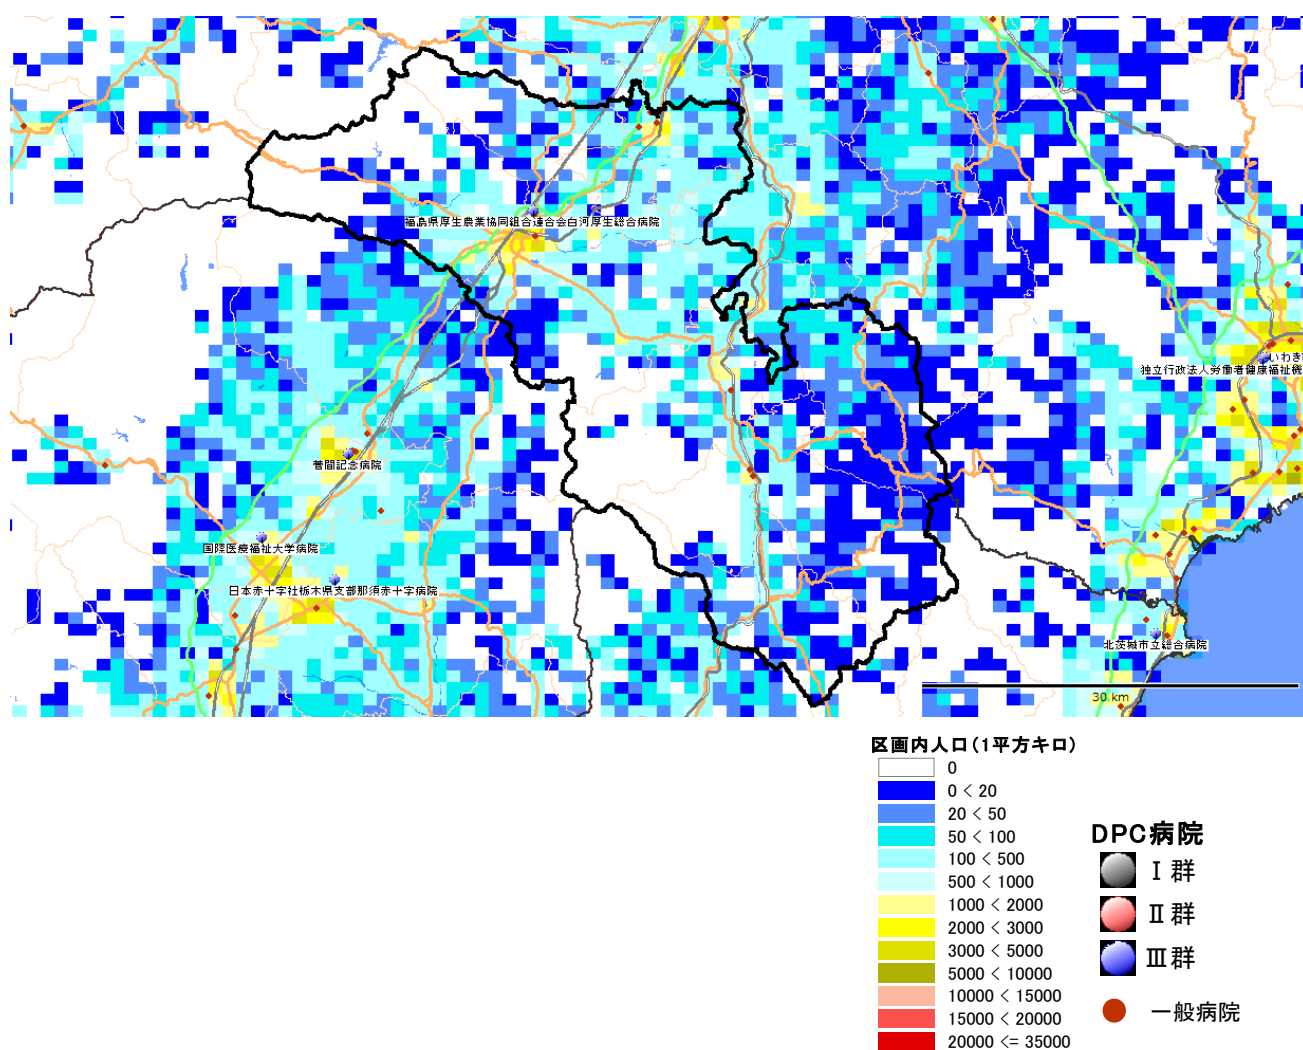 福島県厚生農業協同組合連合会白河厚生総合病院
いわき
独立行政法人労働者健康福祉機
菅間記念病院
国際医療福祉大学病院
日本赤十字社栃木県支部那須赤十字病院
北茨城市立総合病院
30 km
区画内人口(1平方キロ)
0
0 < 20
20 < 50
50 < 100
100 < 500
500 < 1000
1000 < 2000
2000 < 3000
3000 < 5000
5000 < 10000
10000 < 15000
15000 < 20000
20000 <= 35000
DPC病院
Ⅰ群
Ⅱ群
Ⅲ群
一般病院